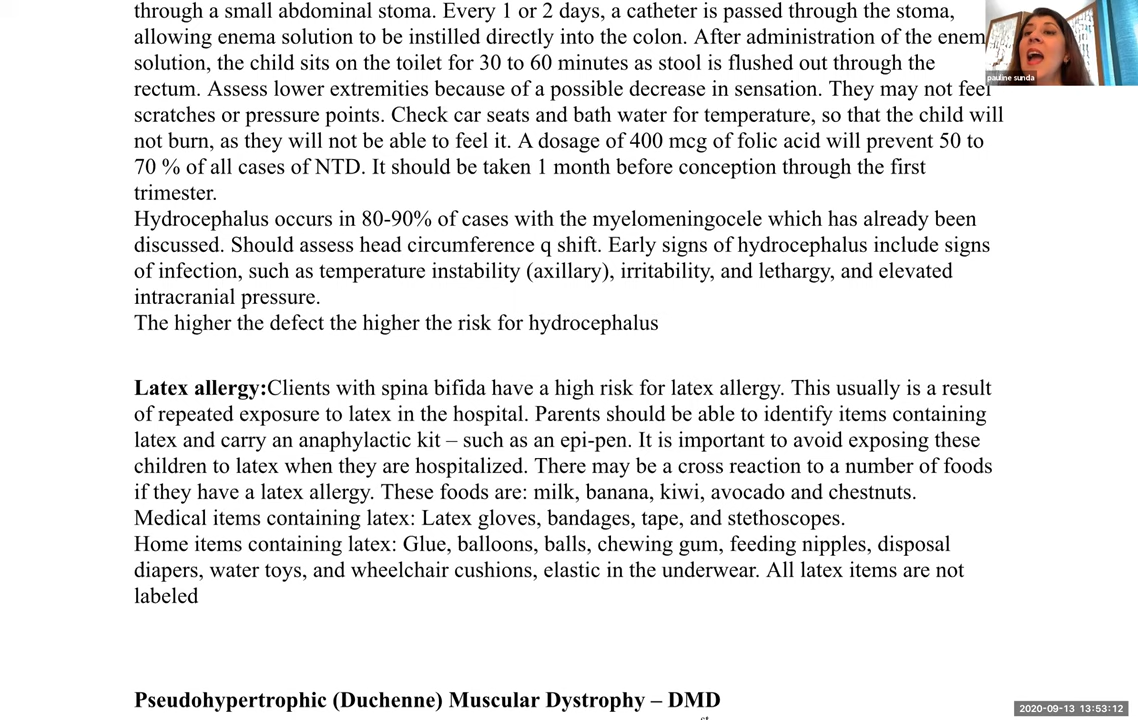 through a small abdominal stoma. Every 1 or 2 days, a catheter is passed through the stoma,
allowing enema solution to be instilled directly into the colon. After administration of the enem
solution, the child sits on the toilet for 30 to 60 minutes as stool is flushed out through the
rectum. Assess lower extremities because of a possible decrease in sensation. They may not feel
scratches or pressure points. Check car seats and bath water for temperature, so that the child will
not burn, as they will not be able to feel it. A dosage of 400 mcg of folic acid will prevent 50 to
70 % of all cases of NTD. It should be taken 1 month before conception through the first
trimester.
Hydrocephalus occurs in 80-90% of cases with the myelomeningocele which has already been
discussed. Should assess head circumference q shift. Early signs of hydrocephalus include signs
of infection, such as temperature instability (axillary), irritability, and lethargy, and elevated
intracranial pressure.
The higher the defect the higher the risk for hydrocephalus
Latex allergy:Clients with spina bifida have a high risk for latex allergy. This usually is a result
of repeated exposure to latex in the hospital. Parents should be able to identify items containing
latex and carry an anaphylactic kit – such as an epi-pen. It is important to avoid exposing these
children to latex when they are hospitalized. There may be a cross reaction to a number of foods
if they have a latex allergy. These foods are: milk, banana, kiwi, avocado and chestnuts.
Medical items containing latex: Latex gloves, bandages, tape, and stethoscopes.
Home items containing latex: Glue, balloons, balls, chewing gum, feeding nipples, disposal
diapers, water toys, and wheelchair cushions, elastic in the underwear. All latex items are not
labeled
Pseudohypertrophic (Duchenne) Muscular Dystrophy – DMD
pauline sunda
2020-09-13 13:53:12